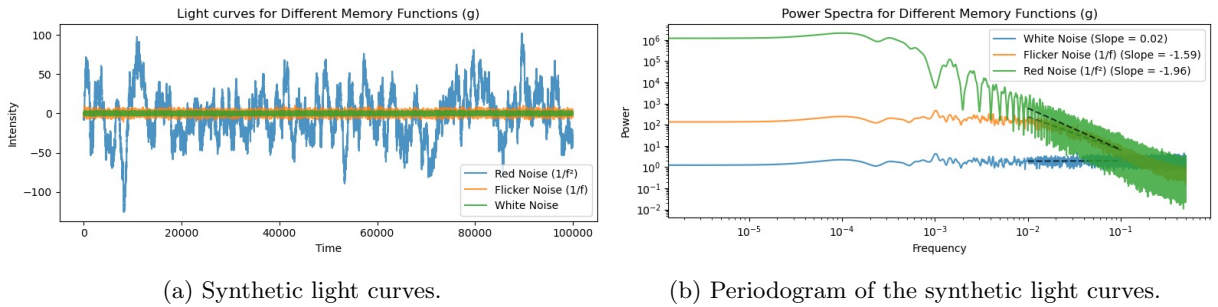 Light curves for Different Memory Functions (g)
Intensity
100
50
0
−50
−100
Red Noise (1/f²)
Flicker Noise (1/f)
White Noise
0
20000
40000
60000
80000
100000
Time
(a) Synthetic light curves.
Power Spectra for Different Memory Functions (g)
Power
10⁶
10⁵
10⁴
10³
10²
10¹
10⁰
10⁻¹
10⁻²
White Noise (Slope = 0.02)
Flicker Noise (1/f) (Slope = -1.59)
Red Noise (1/f²) (Slope = -1.96)
10⁻⁵
10⁻⁴
10⁻³
10⁻²
10⁻¹
Frequency
(b) Periodogram of the synthetic light curves.